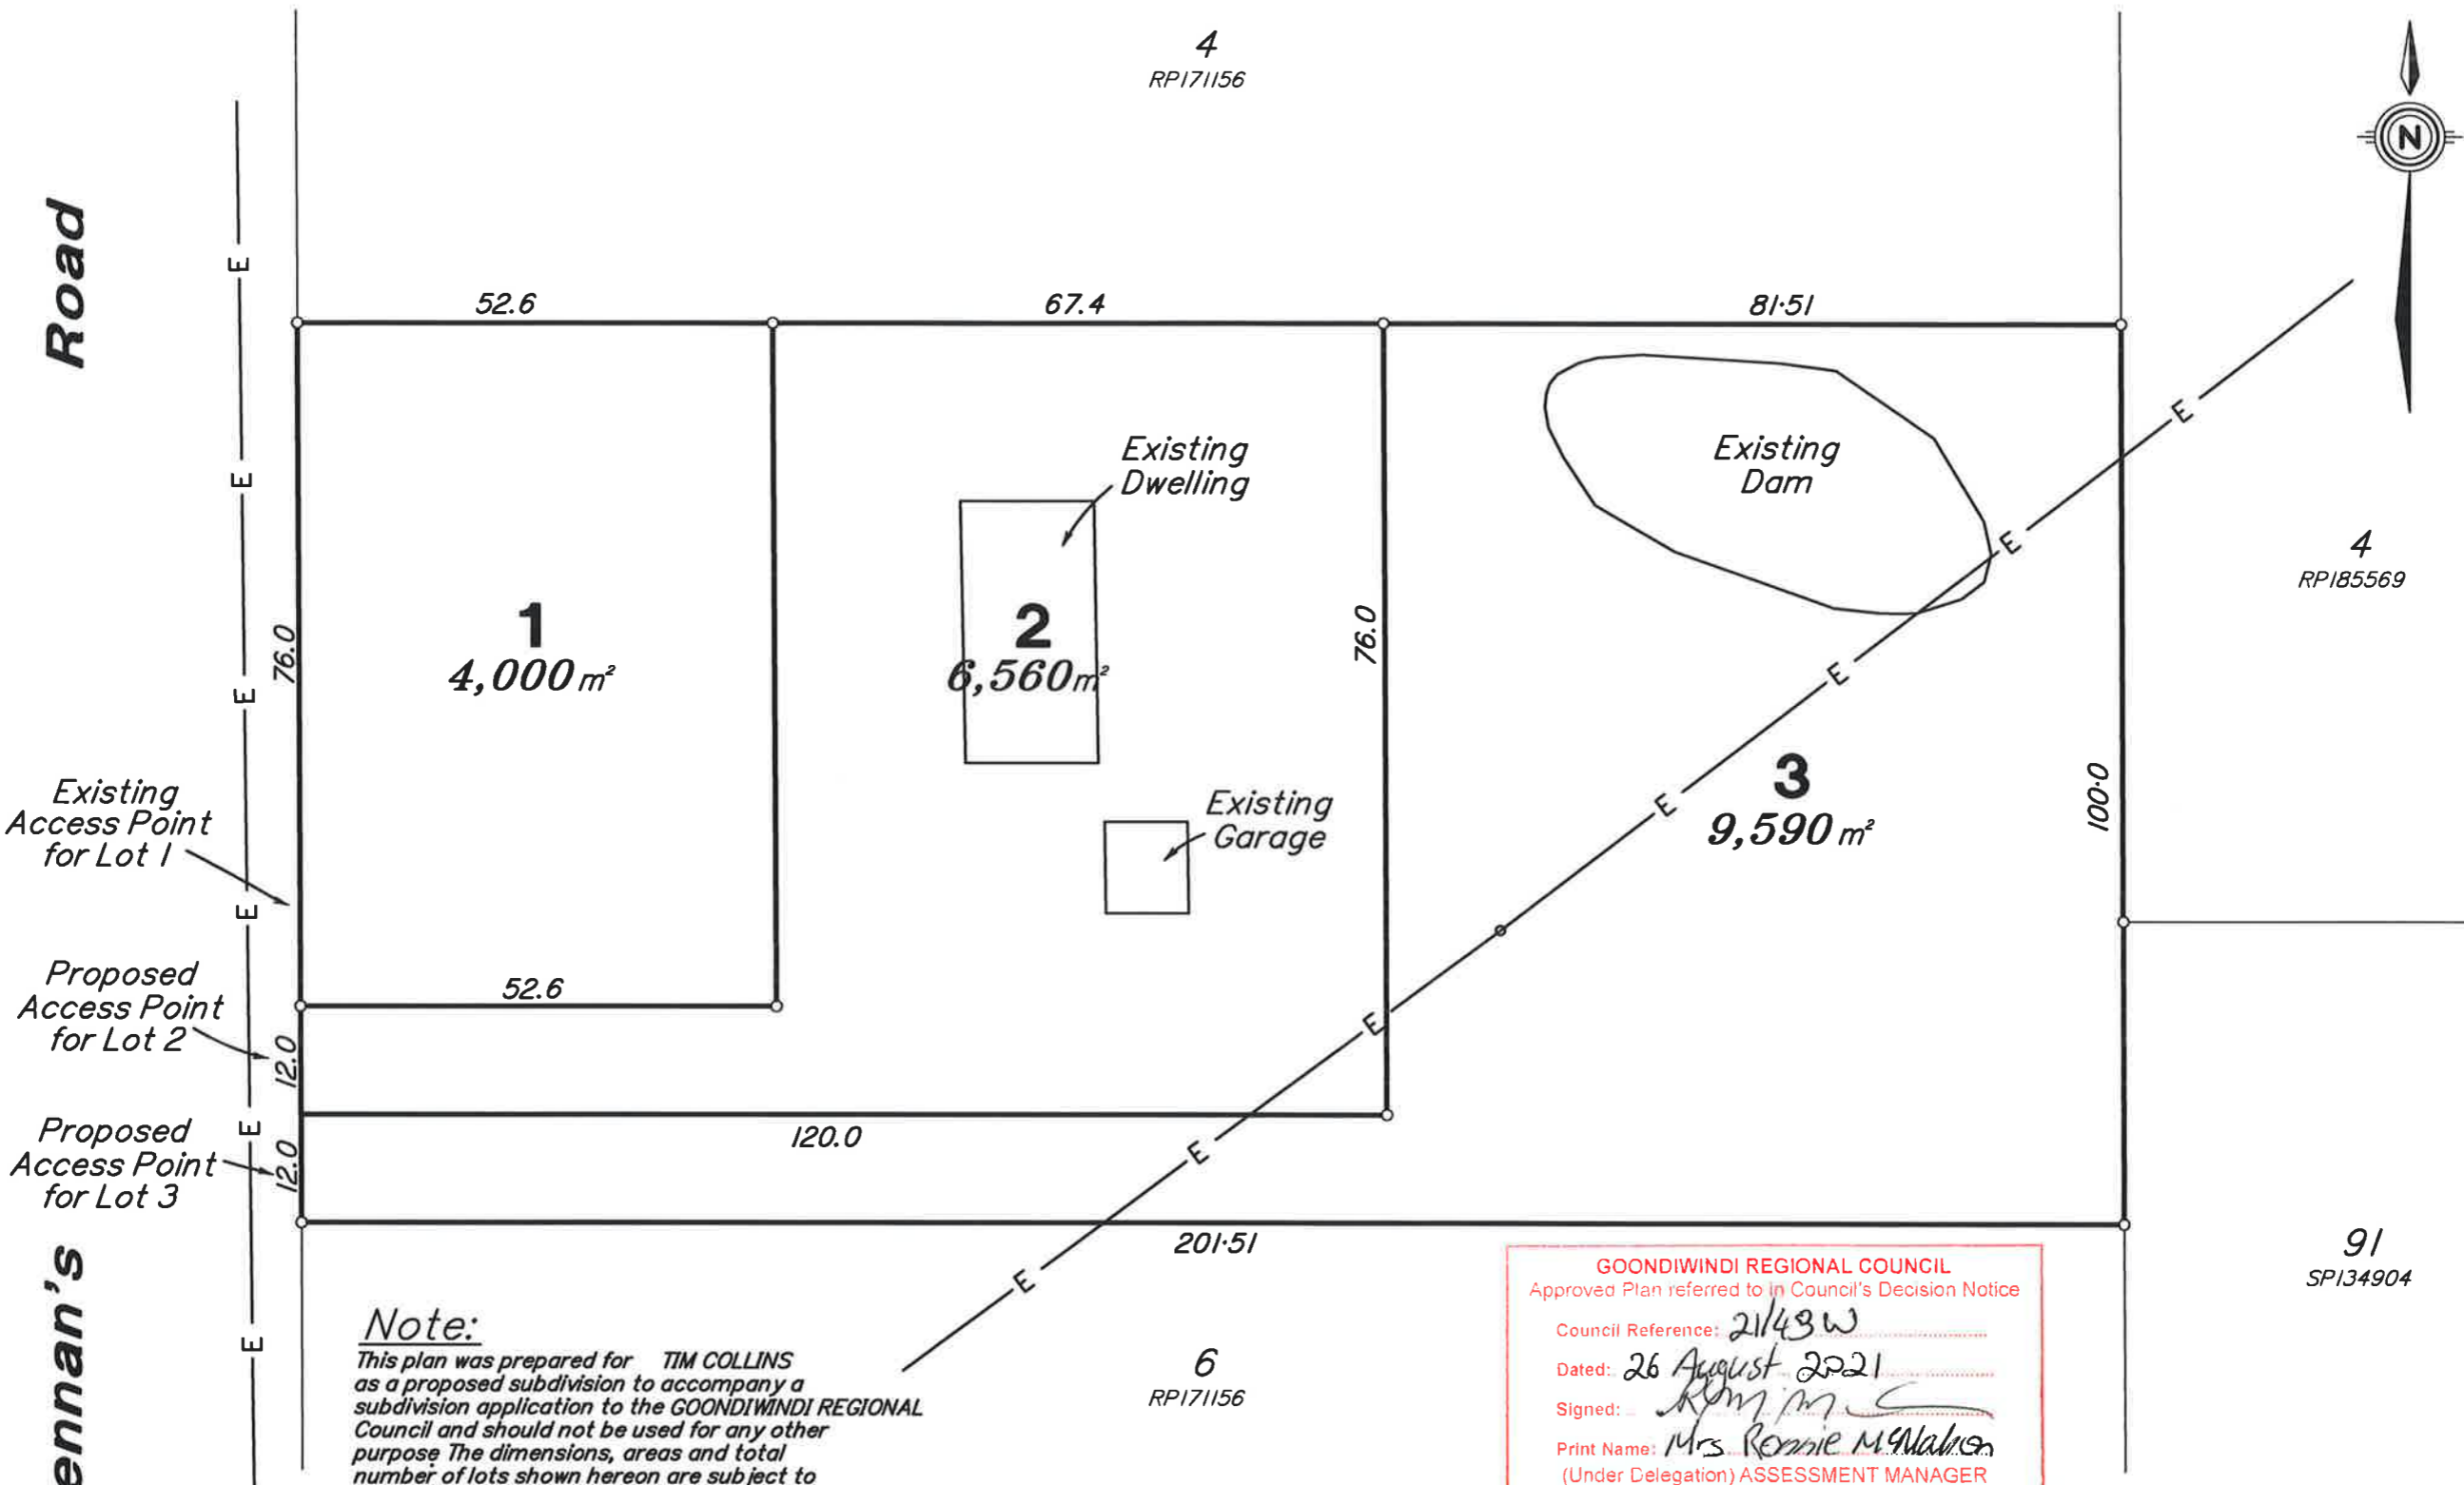 4
RP171156
N
Road
E
52.6
67.4
81·51
E
E
Existing
Dwelling
Existing
Dam
E
4
RP185569
1
4,000 m²
76.0
2
6,560 m²
76.0
E
E
3
9,590 m²
100·0
E
Existing
Access Point
for Lot 1
Existing
Garage
E
Proposed
Access Point
for Lot 2
52.6
12.0
E
Proposed
Access Point
for Lot 3
E
12.0
120.0
E
201·51
E
E
ennan's
91
SP134904
6
RP171156
Note:
This plan was prepared for TIM COLLINS
as a proposed subdivision to accompany a
subdivision application to the GOONDIWINDI REGIONAL
Council and should not be used for any other
purpose The dimensions, areas and total
number of lots shown hereon are subject to
GOONDIWINDI REGIONAL COUNCIL
Approved Plan referred to in Council's Decision Notice
Council Reference: 21/43W
Dated: 26 August 2021
Signed:
Print Name: Mrs Ronnie McMahon
(Under Delegation) ASSESSMENT MANAGER